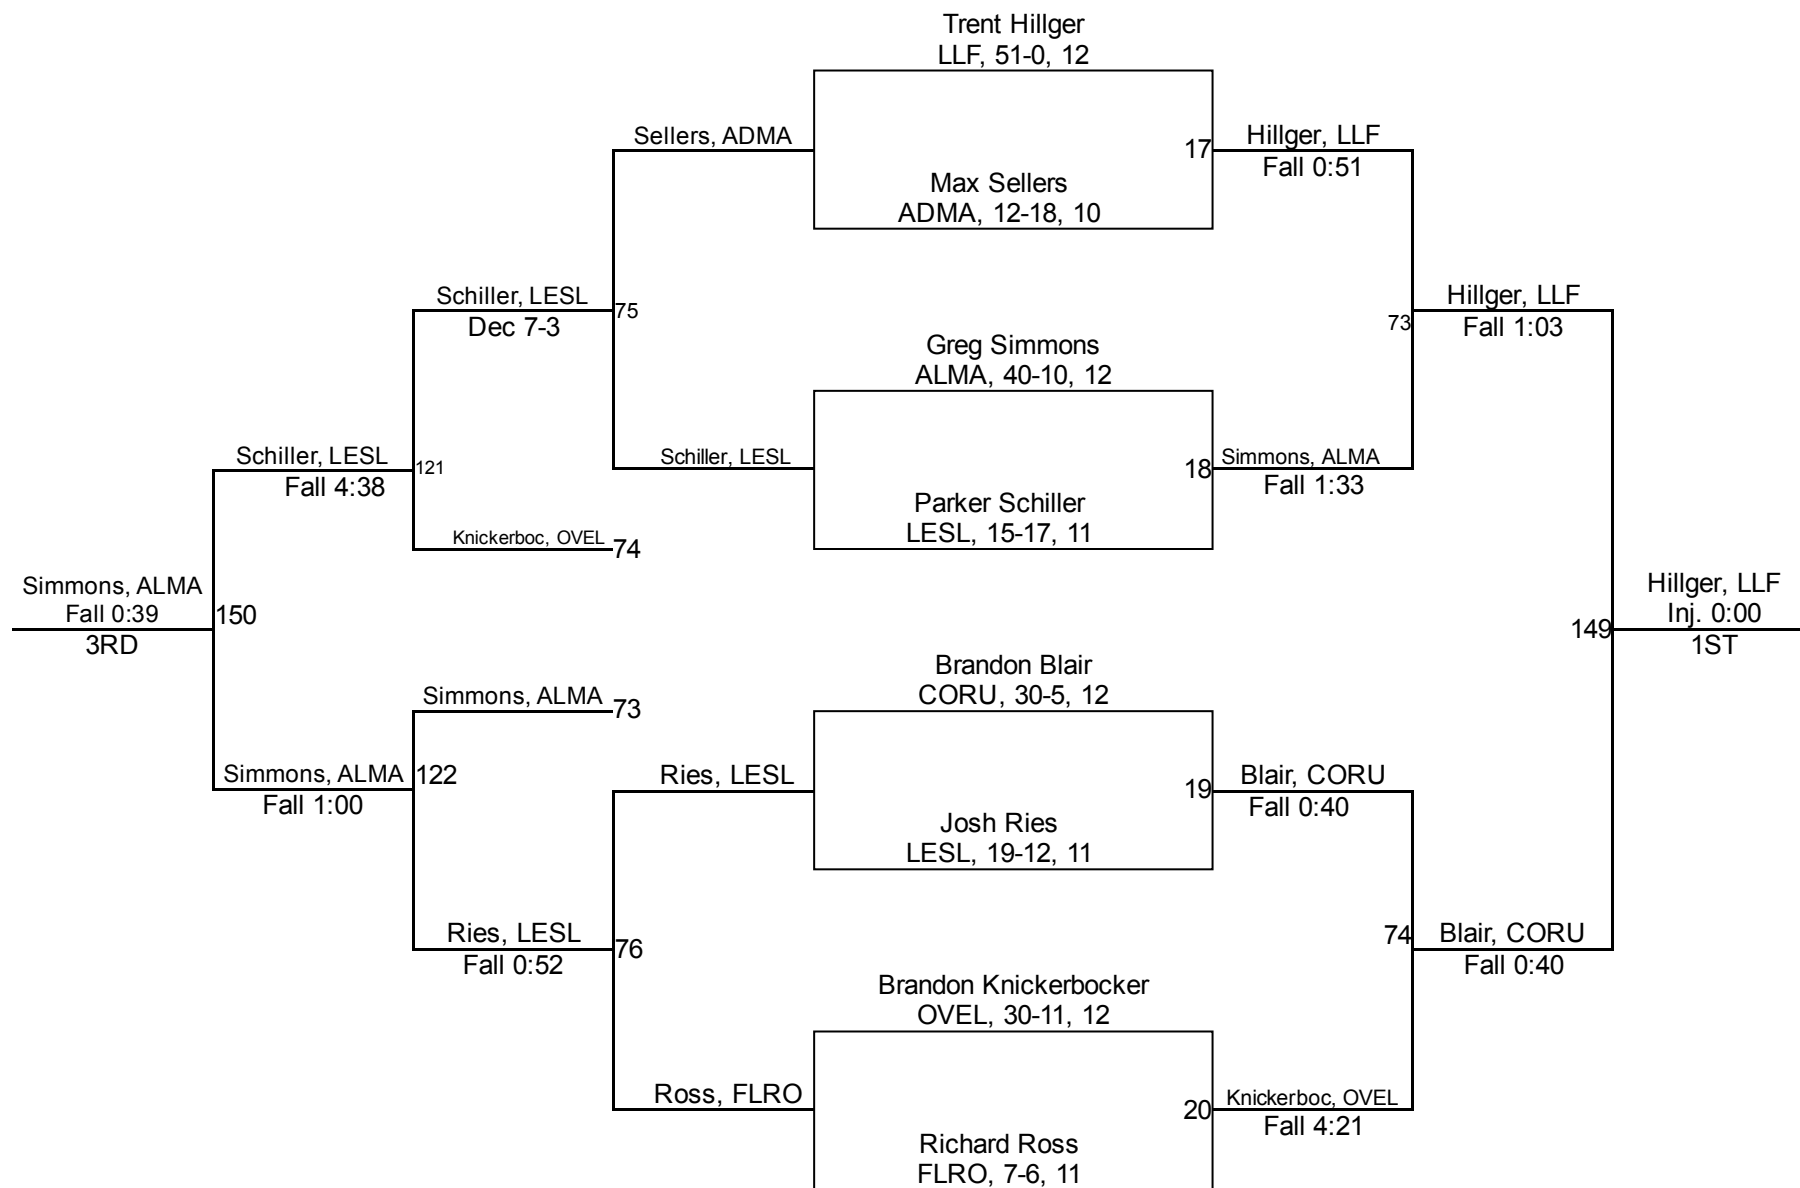 Trent Hillger
LLF, 51-0, 12
Sellers, ADMA
17
Hillger, LLF
Fall 0:51
Max Sellers
ADMA, 12-18, 10
Schiller, LESL
Dec 7-3
75
73
Hillger, LLF
Fall 1:03
Greg Simmons
ALMA, 40-10, 12
Schiller, LESL
Fall 4:38
121
Schiller, LESL
18
Simmons, ALMA
Fall 1:33
Parker Schiller
LESL, 15-17, 11
Knickerboc, OVEL
74
Simmons, ALMA
Fall 0:39
3RD
150
149
Hillger, LLF
Inj. 0:00
1ST
Brandon Blair
CORU, 30-5, 12
Simmons, ALMA
73
Simmons, ALMA
Fall 1:00
122
Ries, LESL
19
Blair, CORU
Fall 0:40
Josh Ries
LESL, 19-12, 11
Ries, LESL
Fall 0:52
76
74
Blair, CORU
Fall 0:40
Brandon Knickerbocker
OVEL, 30-11, 12
Ross, FLRO
20
Knickerboc, OVEL
Fall 4:21
Richard Ross
FLRO, 7-6, 11